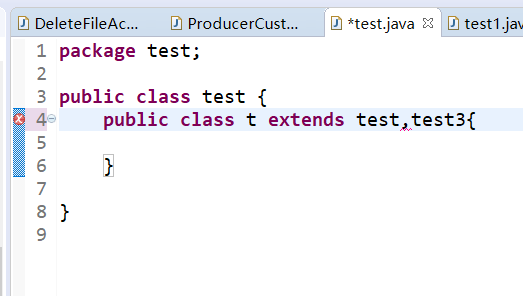 DeleteFileAc... ProducerCust... *test.java test1.jav
1 package test;
2
3 public class test {
4 public class t extends test,test3{
5
6 }
7
8 }
9